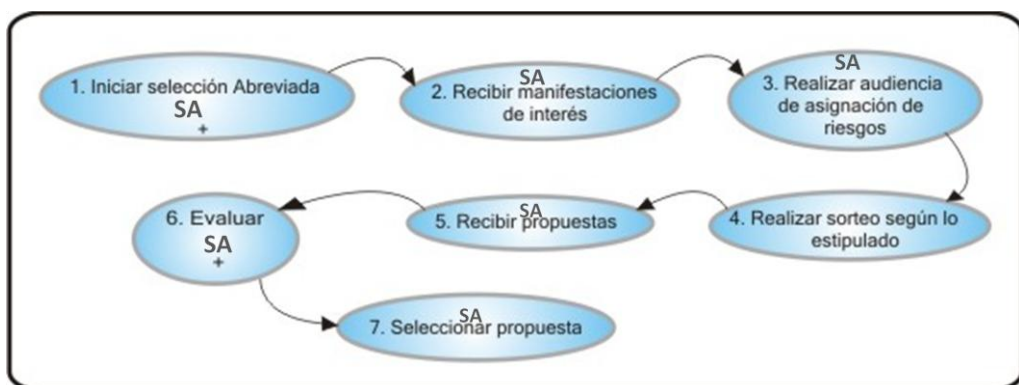 1. Iniciar selección Abreviada
SA
+
SA
2. Recibir manifestaciones
de interés
SA
3. Realizar audiencia
de asignación de
riesgos
4. Realizar sorteo según lo
estipulado
SA
5. Recibir propuestas
6. Evaluar
SA
+
SA
7. Seleccionar propuesta